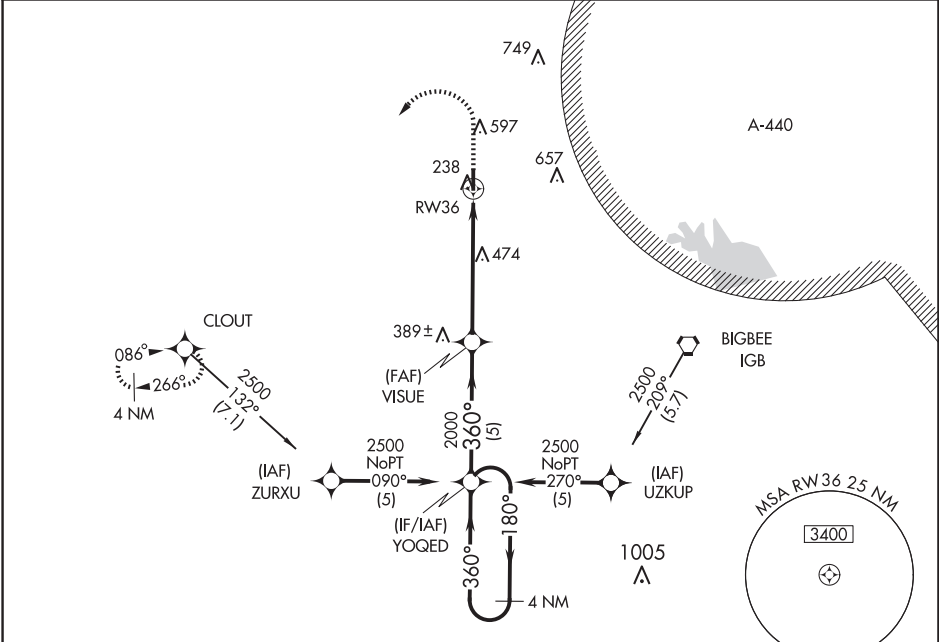 749
A-440
597
657
238
RW36
474
CLOUT
389±
BIGBEE
IGB
086°
266°
4 NM
2500
132°
(7.1)
(FAF)
VISUE
2500
209°
(5.7)
2000
360°
(5)
2500
NoPT
090°
(5)
2500
NoPT
270°
(5)
(IAF)
ZURXU
(IAF)
UZKUP
(IF/IAF)
YOQED
180°
360°
4 NM
1005
MSA RW36 25 NM
3400